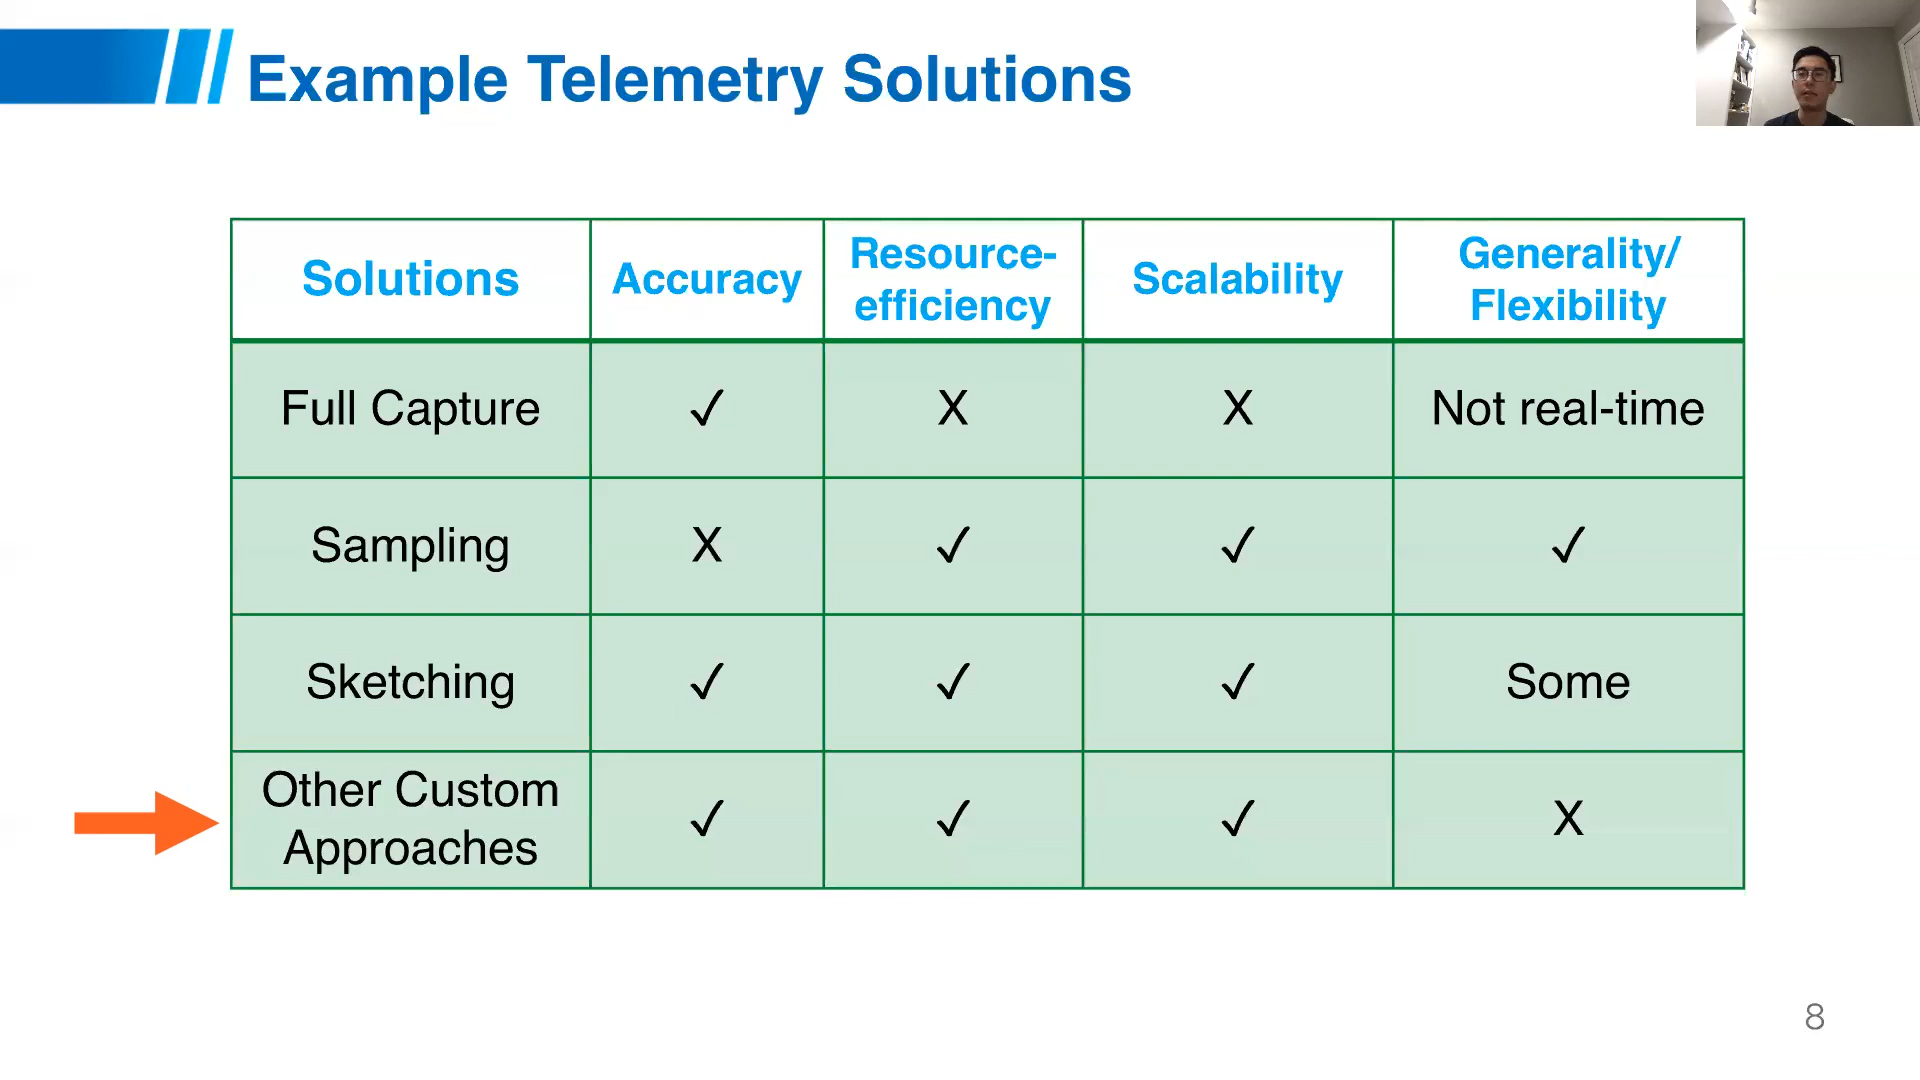 Example Telemetry Solutions
Solutions Accuracy Resource-efficiency Scalability Generality/Flexibility
Full Capture ✓ X X Not real-time
Sampling X ✓ ✓ ✓
Sketching ✓ ✓ ✓ Some
Other Custom Approaches ✓ ✓ ✓ X
8